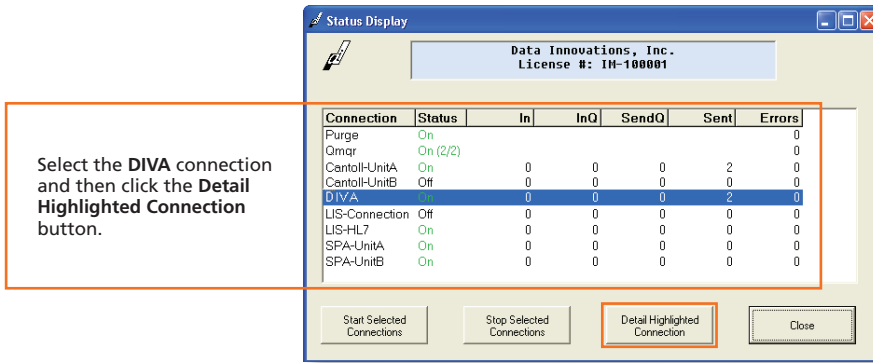 Status Display
Data Innovations, Inc.
License #: IM-100001
Select the DIVA connection
and then click the Detail
Highlighted Connection
button.
Connection Status In InQ SendQ Sent Errors
Purge On 0
Qmgr On (2/2) 0
Cantoll-UnitA On 0 0 0 2 0
Cantoll-UnitB Off 0 0 0 0 0
DIVA On 0 0 0 2 0
LIS-Connection Off 0 0 0 0 0
LIS-HL7 On 0 0 0 0 0
SPA-UnitA On 0 0 0 0 0
SPA-UnitB On 0 0 0 0 0
Start Selected
Connections
Stop Selected
Connections
Detail Highlighted
Connection
Close